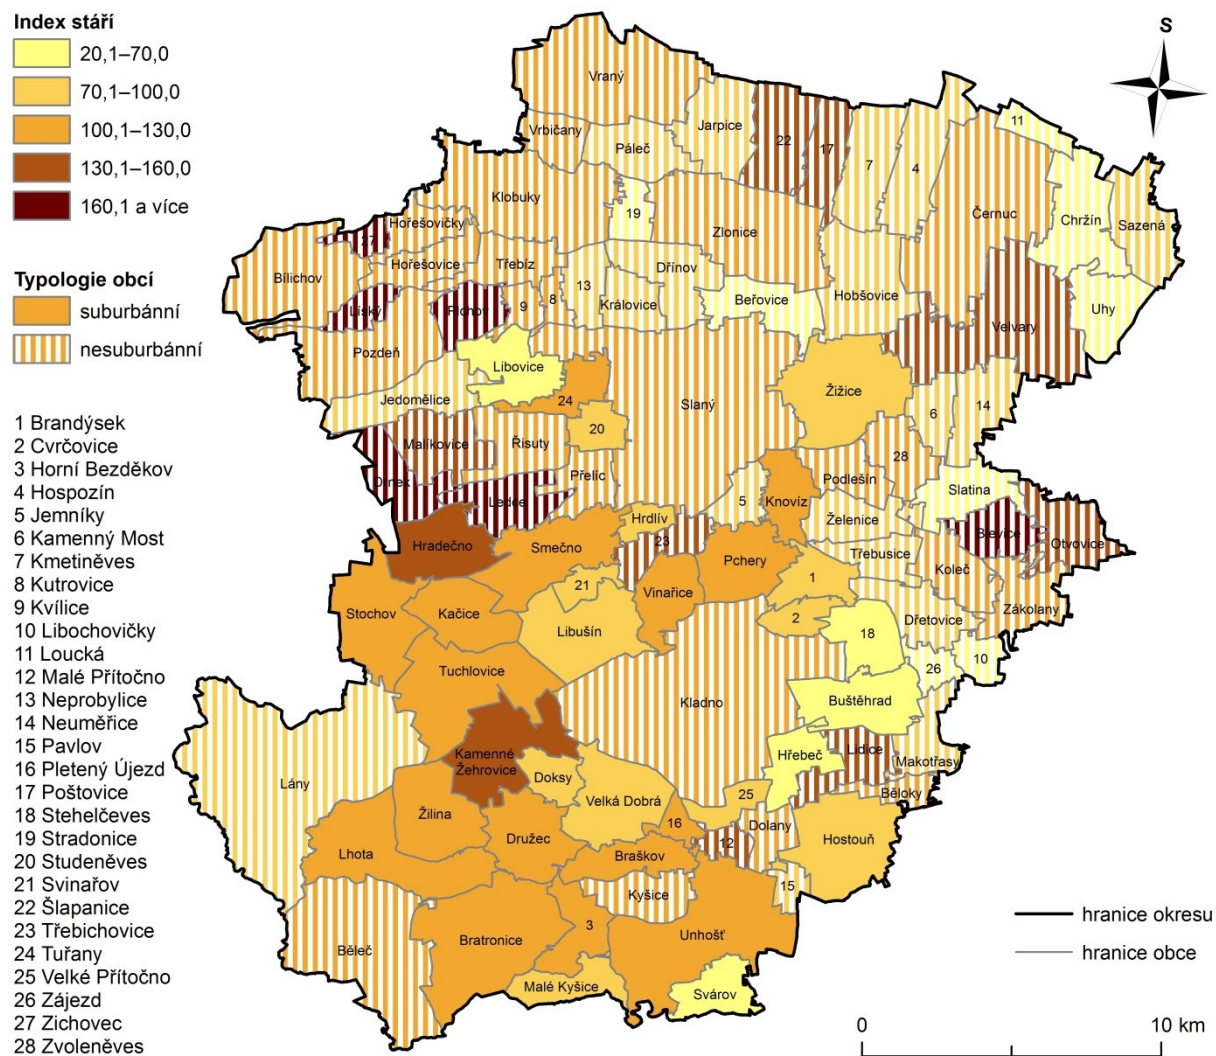 Index stáří
20,1–70,0
70,1–100,0
100,1–130,0
130,1–160,0
160,1 a více
Typologie obcí
suburbánní
nesuburbánní
1 Brandýsek
2 Cvrčovice
3 Horní Bezděkov
4 Hospozín
5 Jemníky
6 Kamenný Most
7 Kmetiněves
8 Kutrovice
9 Kvílice
10 Libochovičky
11 Loucká
12 Malé Přítočno
13 Neprobylice
14 Neuměřice
15 Pavlov
16 Pletený Újezd
17 Poštovice
18 Stehelčeves
19 Stradonice
20 Studeněves
21 Svinařov
22 Šlapanice
23 Třebichovice
24 Tuřany
25 Velké Přítočno
26 Zájezd
27 Zichovec
28 Zvoleněves
S
Vraný
Jarpice
Vrbičany
Páleč
22
17
7
4
11
Klobuky
19
Zlonice
Černuc
Chržín
Sazená
27
Hořešovičky
Hořešovice
Třebíz
Bílichov
Dřínov
13
8
9
Královice
Beřovice
Hobšovice
Uhy
Líský
Plchov
Velvary
Pozdeň
Libovice
Jedomělice
24
Slaný
Žižice
6
14
20
Malíkovice
Řisuty
28
Přelíc
Podlešín
Drnek
Ledce
5
Knovíz
Slatina
Hrdlív
Želenice
Hradečno
Smečno
23
Blevice
Otvovice
Třebusice
Pchery
Koleč
1
21
Vinařice
Stochov
Kačice
Zákolany
Libušín
2
18
Dřetovice
10
26
Tuchlovice
Kladno
Buštěhrad
Kamenné
Žehrovice
Hřebeč
Lidice
Makotřasy
Lány
Doksy
Běloky
25
Velká Dobrá
Žilina
16
Dolany
Družec
12
Hostouň
Lhota
Braškov
15
Kyšice
3
Unhošť
Běleč
Bratronice
Malé Kyšice
Svárov
hranice okresu
hranice obce
0
10 km